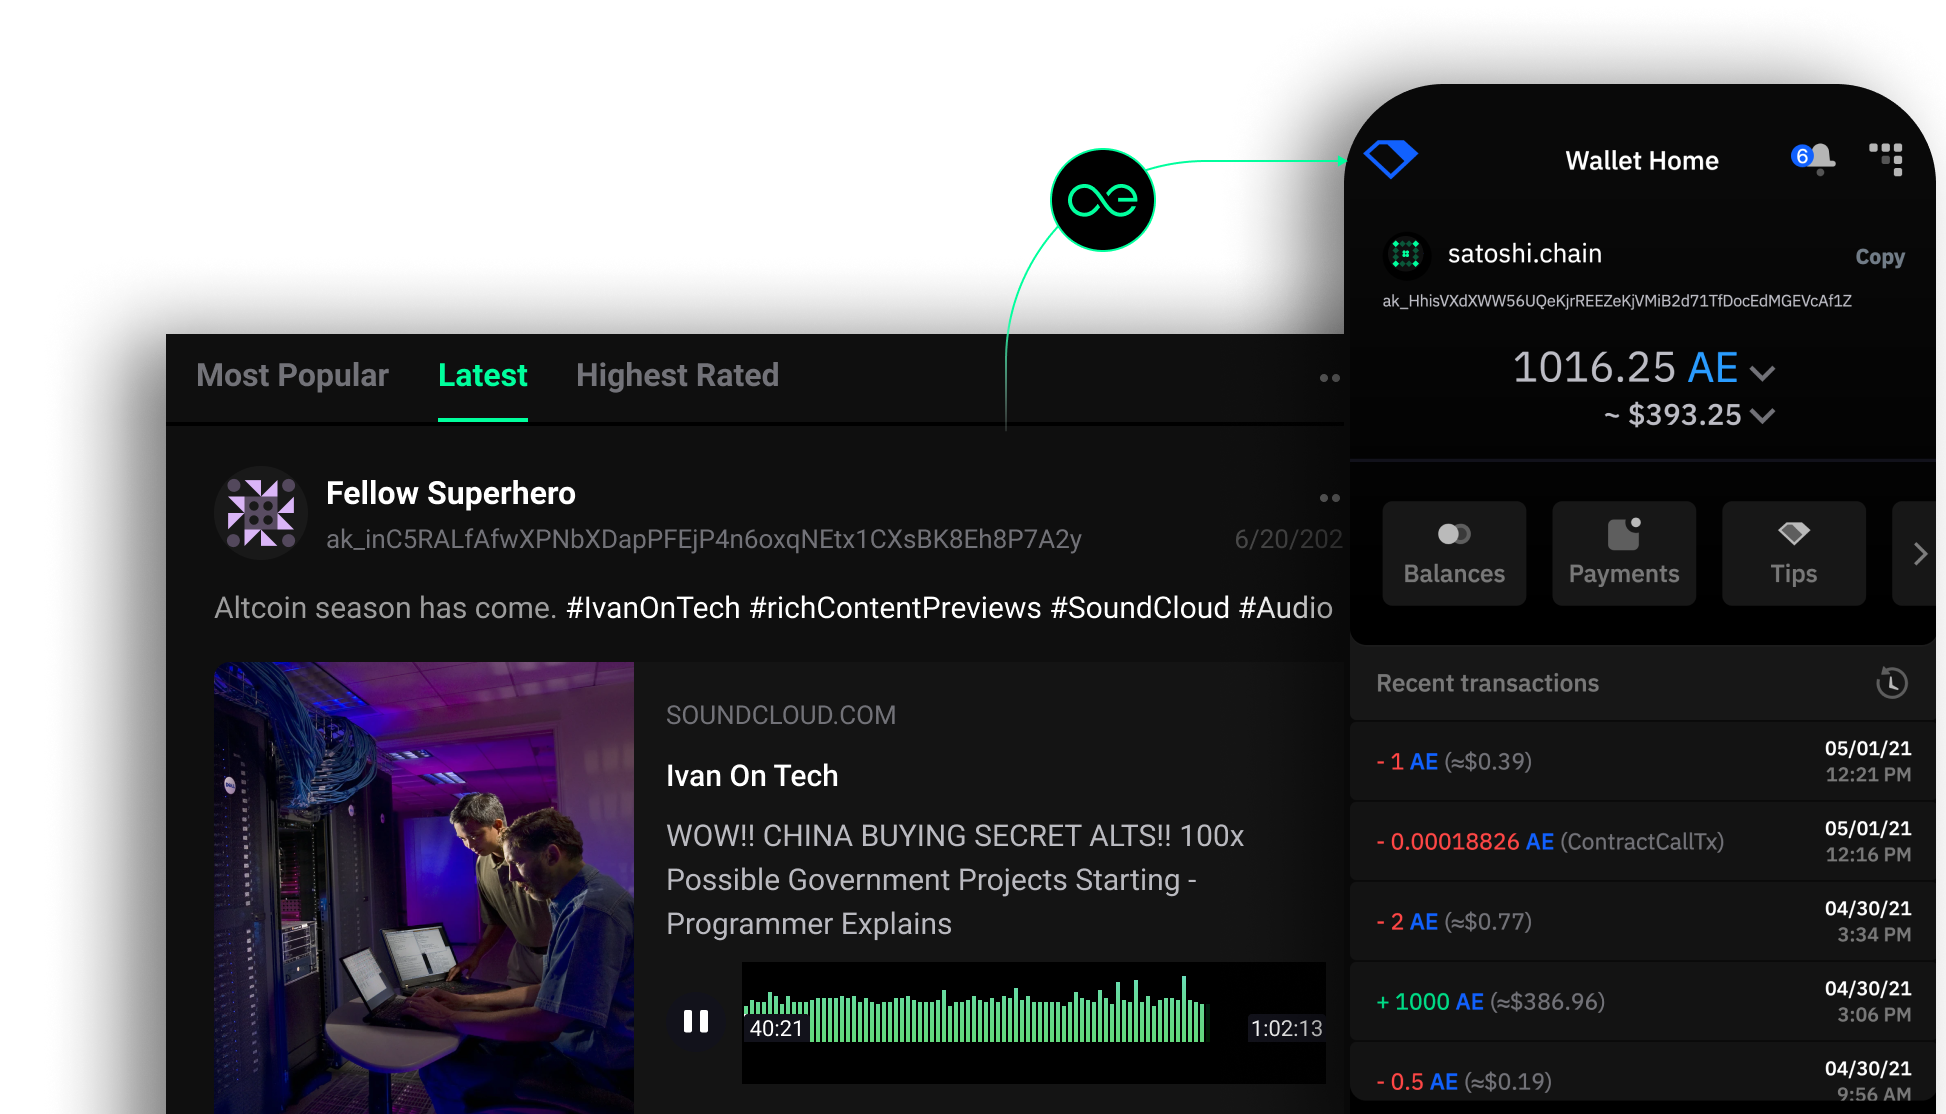 Most Popular Latest Highest Rated
Fellow Superhero
ak_inC5RALfAfwXPNbXDapPFEjP4n6oxqNEtx1CXsBK8Eh8P7A2y 6/20/202
Altcoin season has come. #IvanOnTech #richContentPreviews #SoundCloud #Audio
SOUNDCLOUD.COM
Ivan On Tech
WOW!! CHINA BUYING SECRET ALTS!! 100x
Possible Government Projects Starting -
Programmer Explains
40:21 1:02:13
Wallet Home 6
satoshi.chain Copy
ak_HhisVXdXWW56UQeKjrREEZeKjVMiB2d71TfDocEdMGEVcAf1Z
1016.25 AE
~ $393.25
Balances Payments Tips
Recent transactions
- 1 AE (≈$0.39) 05/01/21
12:21 PM
- 0.00018826 AE (ContractCallTx) 05/01/21
12:16 PM
- 2 AE (≈$0.77) 04/30/21
3:34 PM
+ 1000 AE (≈$386.96) 04/30/21
3:06 PM
- 0.5 AE (≈$0.19) 04/30/21
9:56 AM